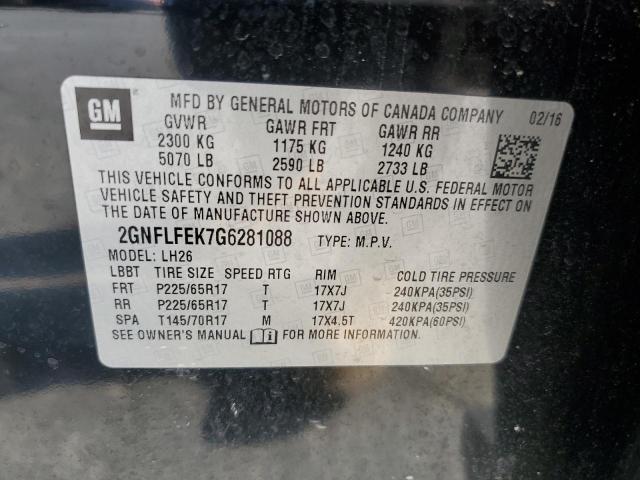 GM MFD BY GENERAL MOTORS OF CANADA COMPANY 02/16
GVWR GAWR FRT GAWR RR
2300 KG 1175 KG 1240 KG
5070 LB 2590 LB 2733 LB
THIS VEHICLE CONFORMS TO ALL APPLICABLE U.S. FEDERAL MOTOR
VEHICLE SAFETY AND THEFT PREVENTION STANDARDS IN EFFECT ON
THE DATE OF MANUFACTURE SHOWN ABOVE.
2GNFLFEK7G6281088 TYPE: M.P.V.
MODEL: LH26
LBBT TIRE SIZE SPEED RTG RIM COLD TIRE PRESSURE
FRT P225/65R17 T 17X7J 240KPA(35PSI)
RR P225/65R17 T 17X7J 240KPA(35PSI)
SPA T145/70R17 M 17X4.5T 420KPA(60PSI)
SEE OWNER'S MANUAL FOR MORE INFORMATION